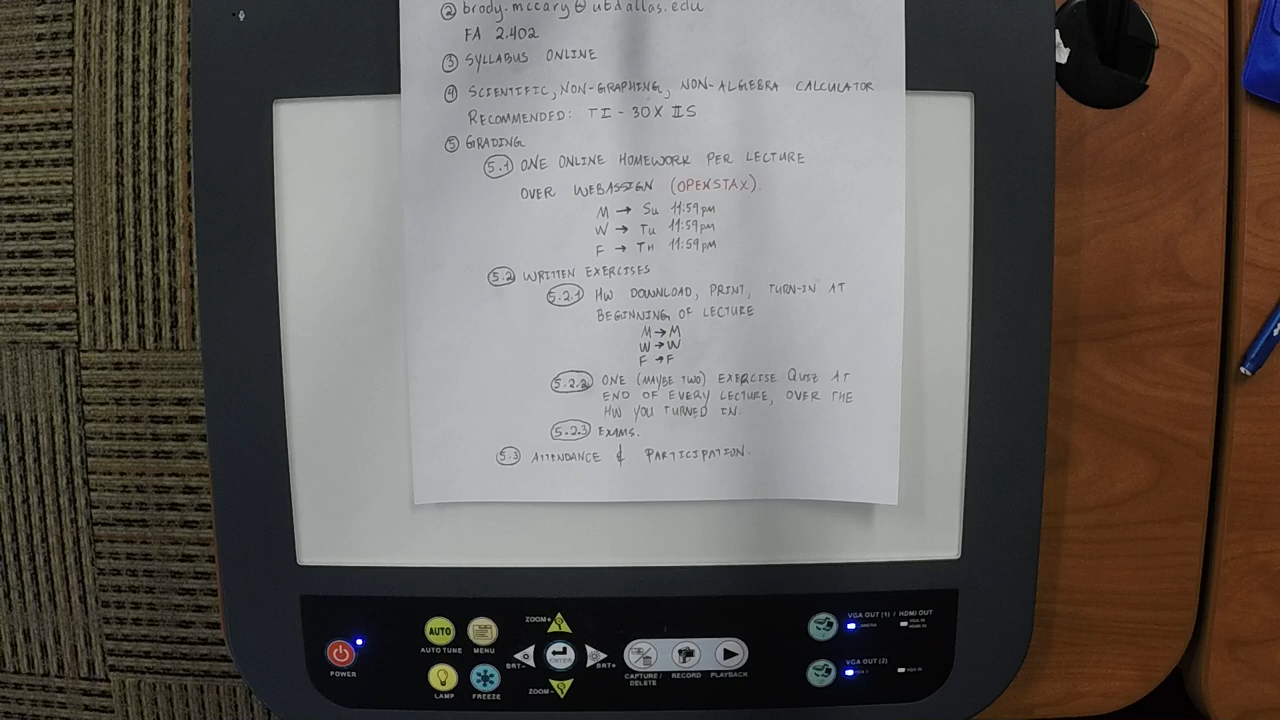 ② brody.mccary@utdallas.edu
FA 2.402
③ SYLLABUS ONLINE
④ SCIENTIFIC, NON-GRAPHING, NON-ALGEBRA CALCULATOR
RECOMMENDED: TI-30X IIS
⑤ GRADING
5.1 ONE ONLINE HOMEWORK PER LECTURE
OVER WEBASSIGN (OPENSTAX).
M → Su 11:59pm
W → Tu 11:59pm
F → TH 11:59pm
5.2 WRITTEN EXERCISES
5.2.1 HW DOWNLOAD, PRINT, TURN-IN AT
BEGINNING OF LECTURE
M→M
W→W
F→F
5.2.2 ONE (MAYBE TWO) EXERCISE QUIZ AT
END OF EVERY LECTURE, OVER THE
HW YOU TURNED IN.
5.2.3 EXAMS.
5.3 ATTENDANCE & PARTICIPATION.
POWER
AUTO
AUTO TUNE
MENU
LAMP
FREEZE
ZOOM+
BRT-
ENTER
BRT+
ZOOM-
CAPTURE/
DELETE
RECORD
PLAYBACK
VGA OUT (1) / HDMI OUT
VGA OUT (2)